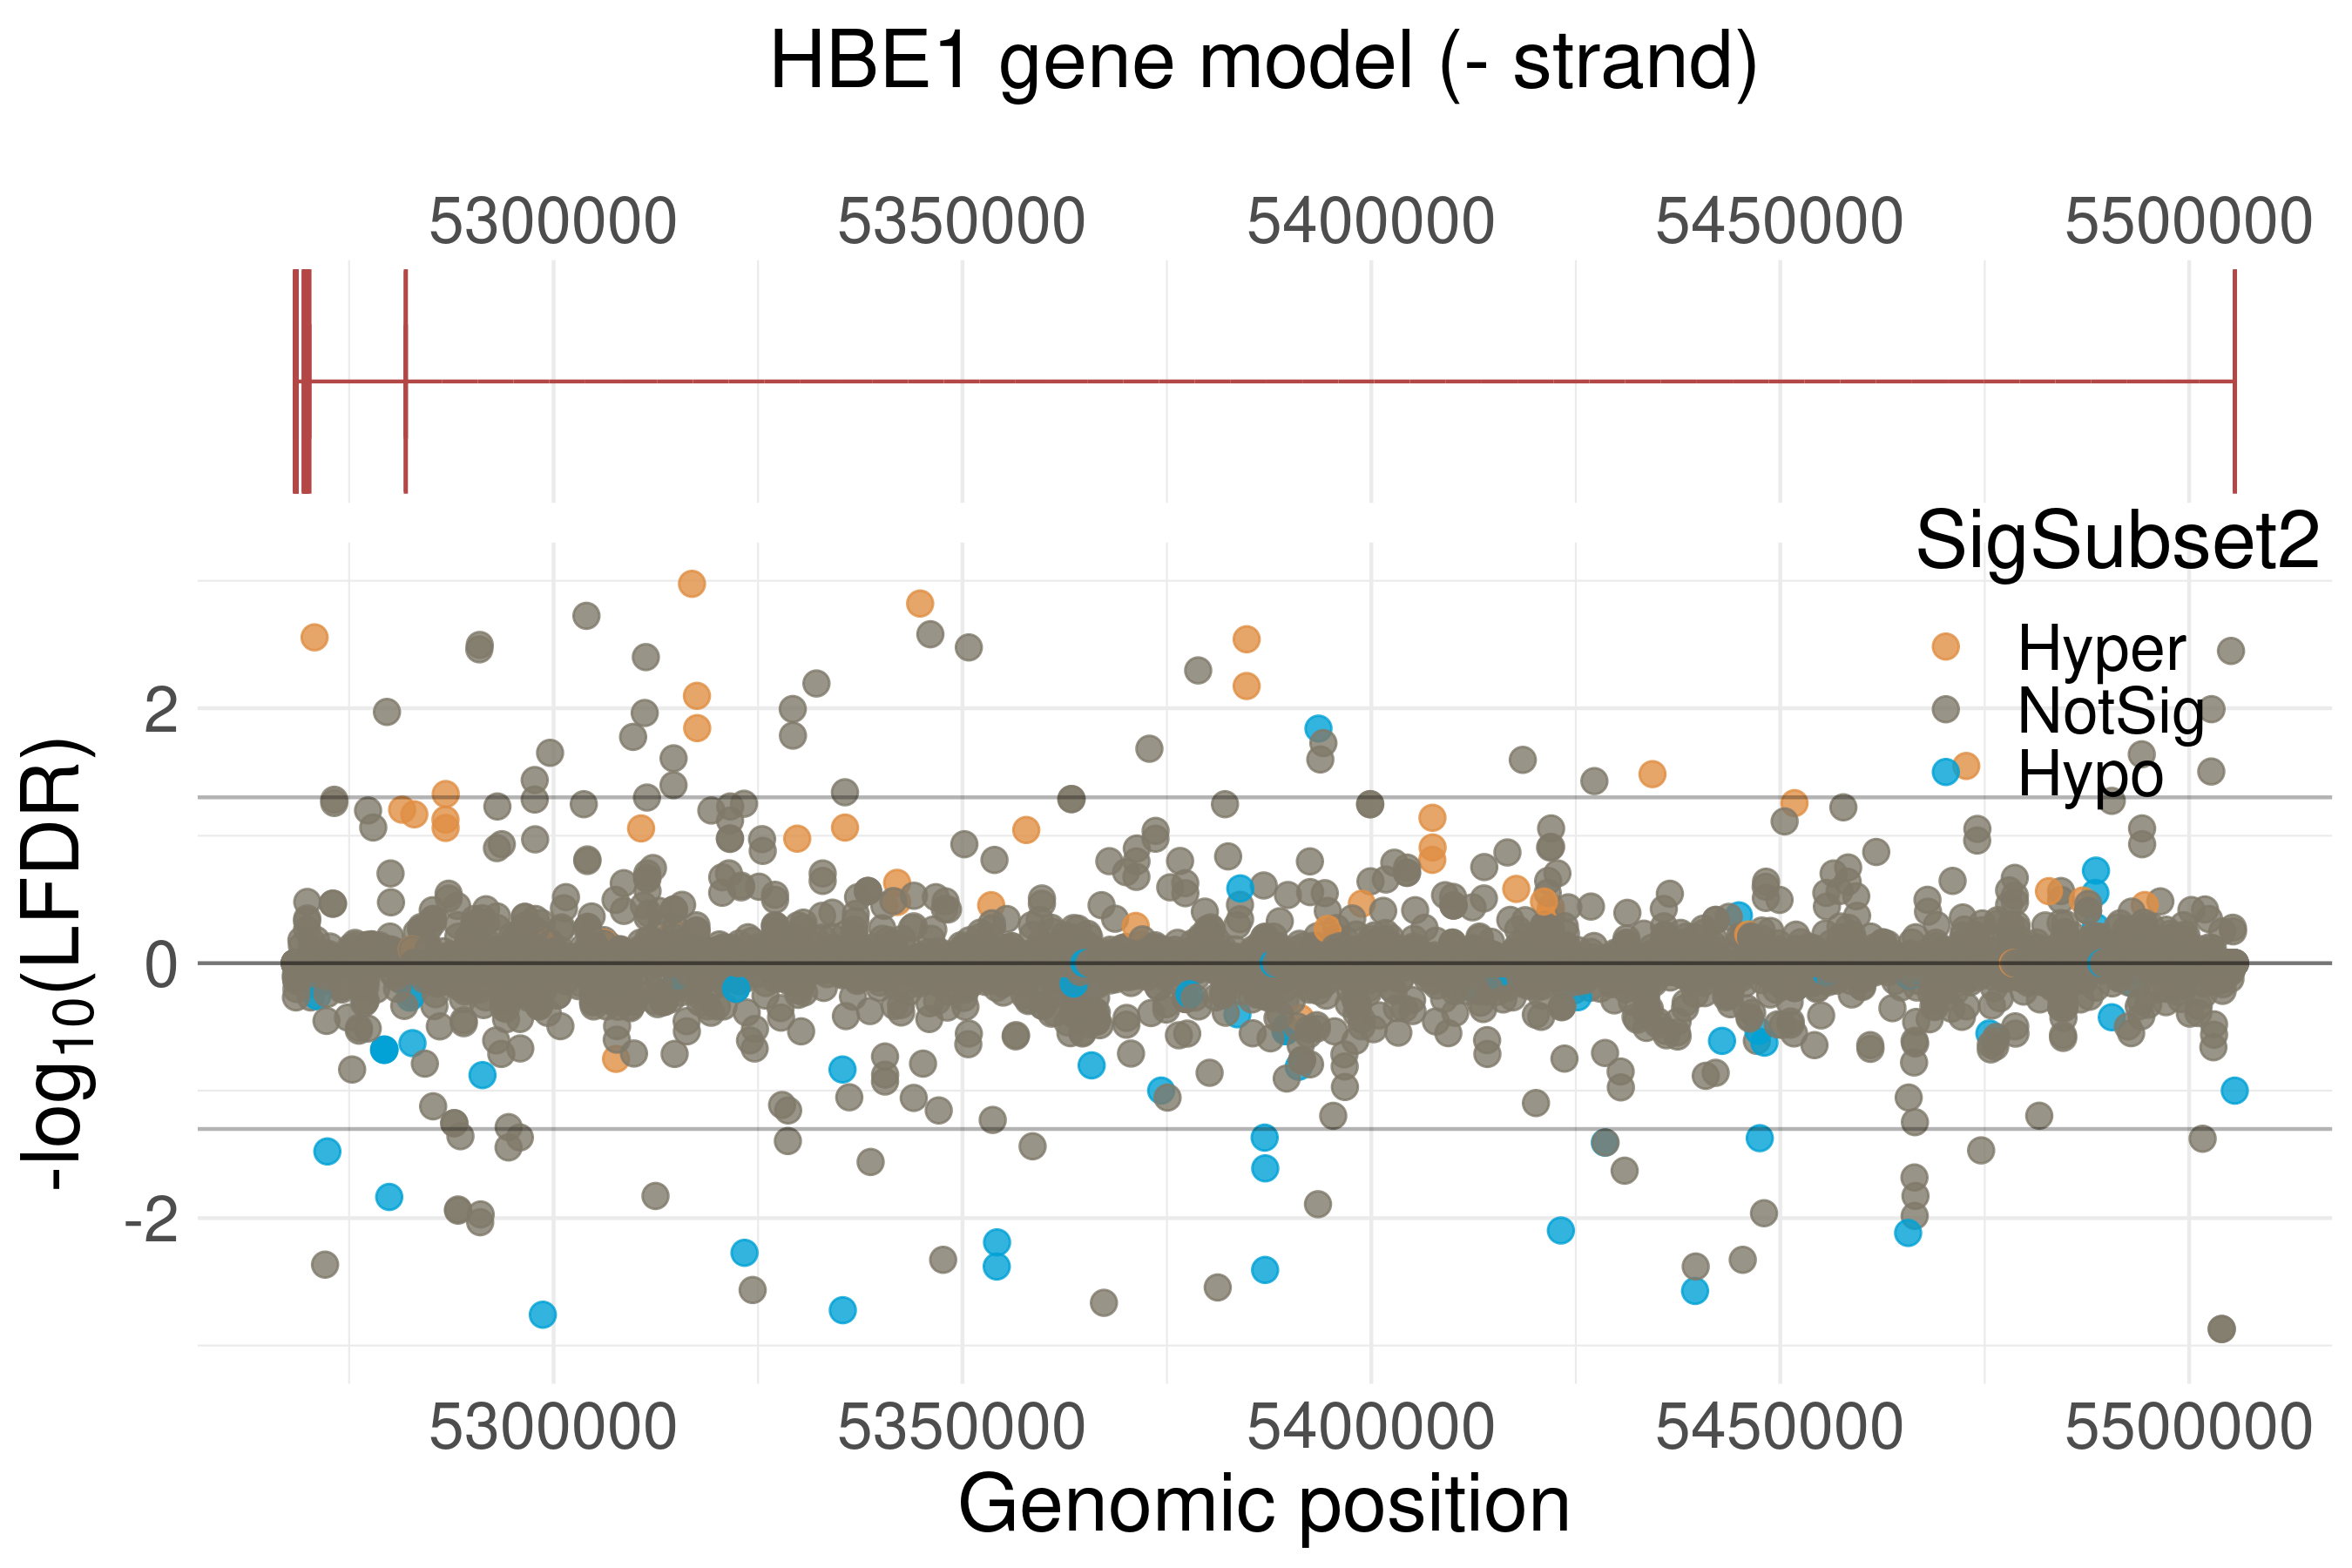 HBE1 gene model (- strand)
5300000 5350000 5400000 5450000 5500000
SigSubset2
Hyper
NotSig
Hypo
2
0
-2
-log10(LFDR)
5300000 5350000 5400000 5450000 5500000
Genomic position